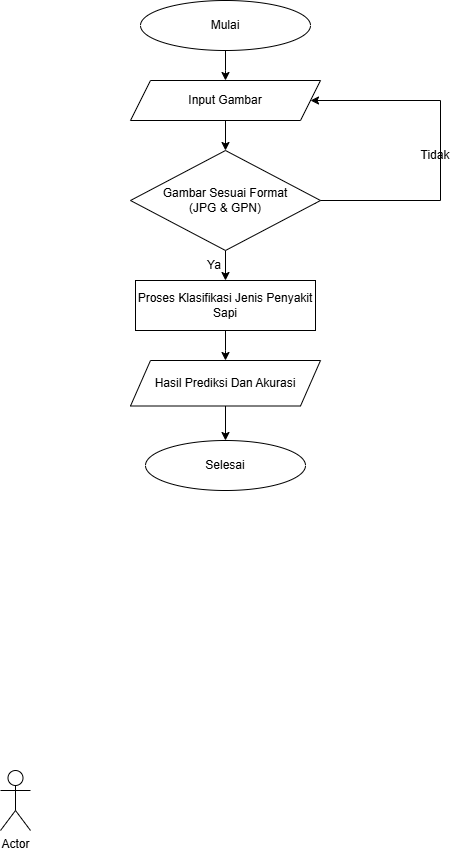 Mulai
Input Gambar
Gambar Sesuai Format
(JPG & GPN)
Tidak
Ya
Proses Klasifikasi Jenis Penyakit
Sapi
Hasil Prediksi Dan Akurasi
Selesai
Actor